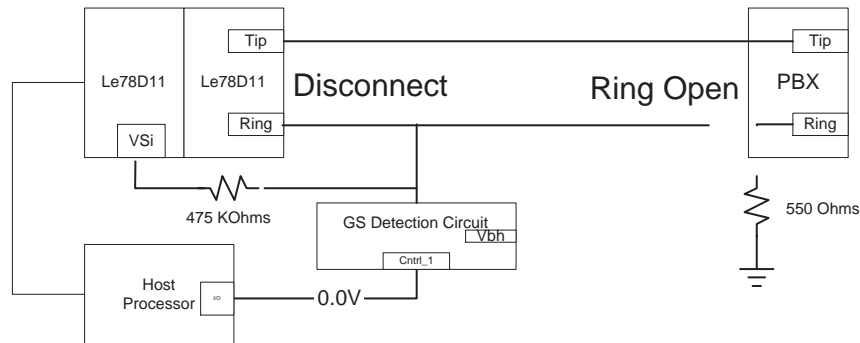 Tip
Tip
Le78D11
Le78D11
Disconnect
Ring Open
PBX
Ring
Ring
VSi
475 KOhms
GS Detection Circuit
Vbh
550 Ohms
Cntrl_1
Host
Processor
I/O
0.0V